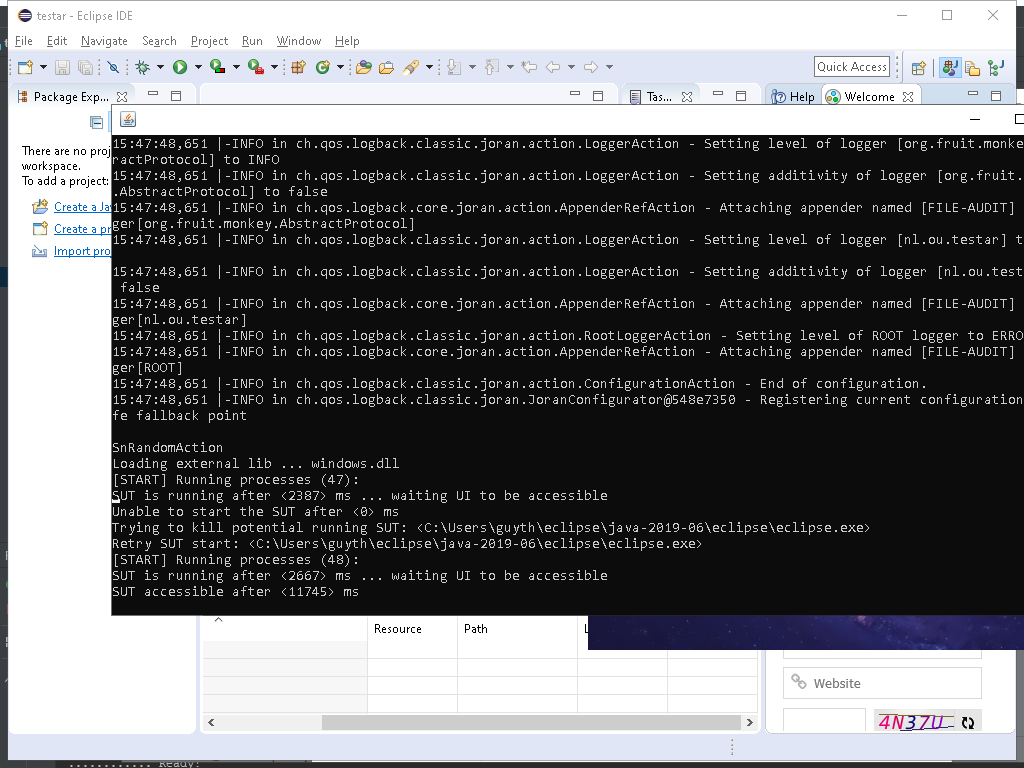 testar - Eclipse IDE
File Edit Navigate Search Project Run Window Help
Quick Access
Package Exp... Tas... Help Welcome
There are no proj
workspace.
To add a project:
Create a Ja
Create a pr
Import pro
15:47:48,651 |-INFO in ch.qos.logback.classic.joran.action.LoggerAction - Setting level of logger [org.fruit.monke
ractProtocol] to INFO
15:47:48,651 |-INFO in ch.qos.logback.classic.joran.action.LoggerAction - Setting additivity of logger [org.fruit.
.AbstractProtocol] to false
15:47:48,651 |-INFO in ch.qos.logback.core.joran.action.AppenderRefAction - Attaching appender named [FILE-AUDIT]
ger[org.fruit.monkey.AbstractProtocol]
15:47:48,651 |-INFO in ch.qos.logback.classic.joran.action.LoggerAction - Setting level of logger [nl.ou.testar] t
15:47:48,651 |-INFO in ch.qos.logback.classic.joran.action.LoggerAction - Setting additivity of logger [nl.ou.test
false
15:47:48,651 |-INFO in ch.qos.logback.core.joran.action.AppenderRefAction - Attaching appender named [FILE-AUDIT]
ger[nl.ou.testar]
15:47:48,651 |-INFO in ch.qos.logback.classic.joran.action.RootLoggerAction - Setting level of ROOT logger to ERRO
15:47:48,651 |-INFO in ch.qos.logback.core.joran.action.AppenderRefAction - Attaching appender named [FILE-AUDIT]
ger[ROOT]
15:47:48,651 |-INFO in ch.qos.logback.classic.joran.action.ConfigurationAction - End of configuration.
15:47:48,651 |-INFO in ch.qos.logback.classic.joran.JoranConfigurator@548e7350 - Registering current configuration
fe fallback point
SnRandomAction
Loading external lib ... windows.dll
[START] Running processes (47):
SUT is running after <2387> ms ... waiting UI to be accessible
Unable to start the SUT after <0> ms
Trying to kill potential running SUT: <C:\Users\guyth\eclipse\java-2019-06\eclipse\eclipse.exe>
Retry SUT start: <C:\Users\guyth\eclipse\java-2019-06\eclipse\eclipse.exe>
[START] Running processes (48):
SUT is running after <2667> ms ... waiting UI to be accessible
SUT accessible after <11745> ms
Resource Path L
Website
4N37U
............ Ready!